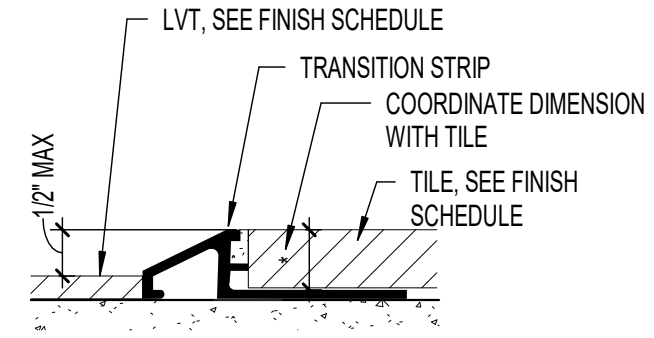 LVT, SEE FINISH SCHEDULE
TRANSITION STRIP
COORDINATE DIMENSION
WITH TILE
TILE, SEE FINISH
SCHEDULE
1/2" MAX
*